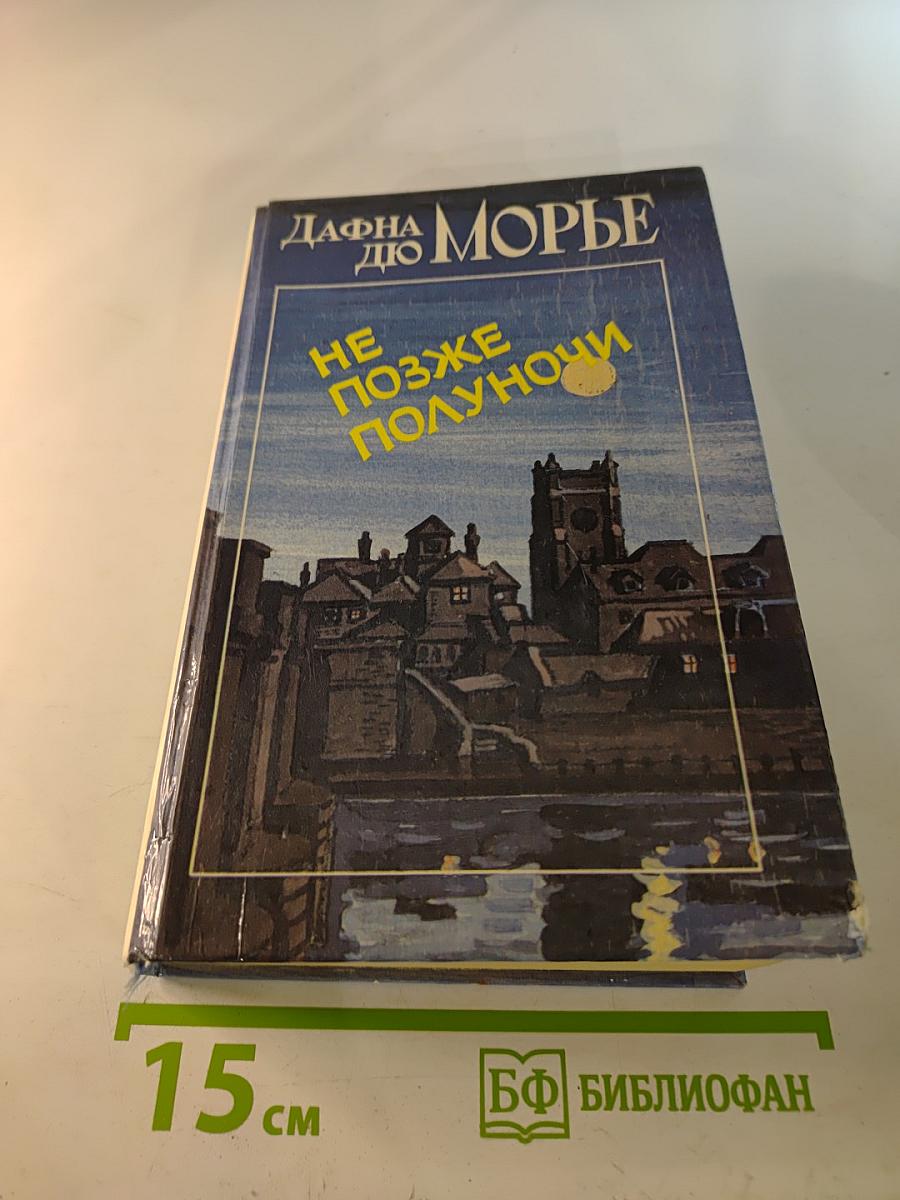 ДАФНА
ДЮ МОРЬЕ
НЕ
ПОЗЖЕ
ПОЛУНОЧИ
15 см
БФ БИБЛИОФАН